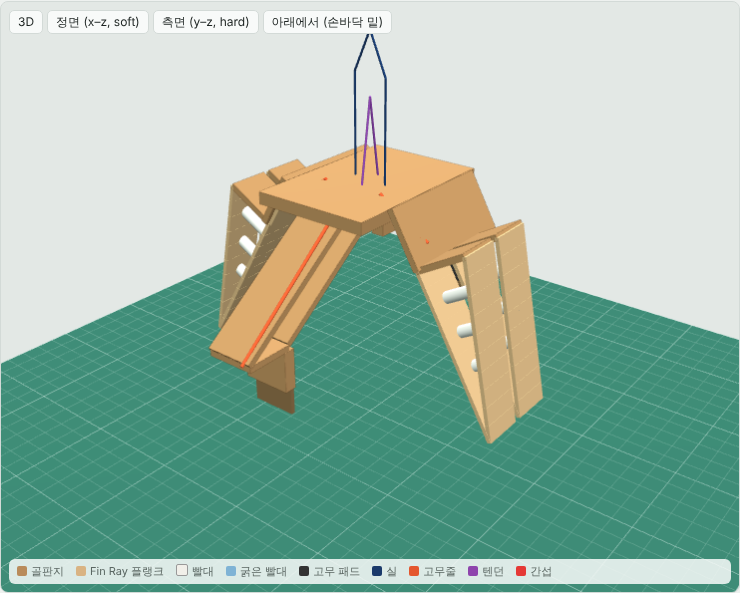 3D 정면 (x–z, soft) 측면 (y–z, hard) 아래에서 (손바닥 밑)
골판지 Fin Ray 플랭크 빨대 굵은 빨대 고무 패드 실 고무줄 텐던 간섭